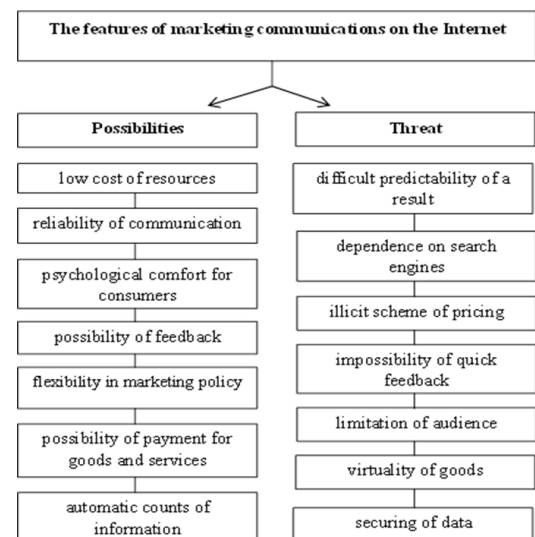 The features of marketing communications on the Internet
Possibilities
low cost of resources
reliability of communication
psychological comfort for
consumers
possibility of feedback
flexibility in marketing policy
possibility of payment for
goods and services
automatic counts of
information
Threat
difficult predictability of a
result
dependence on search
engines
illicit scheme of pricing
impossibility of quick
feedback
limitation of audience
virtuality of goods
securing of data